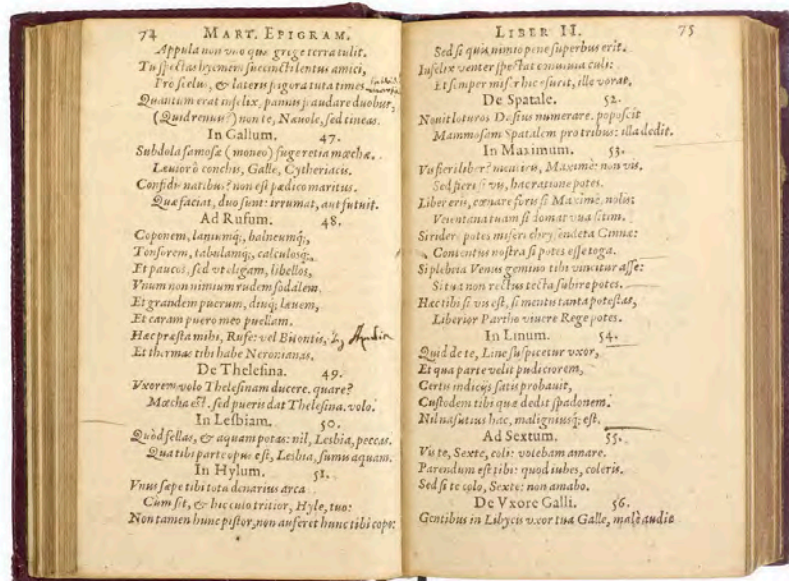 74 MART. EPIGRAM.
Appula non vno quæ grege terra tulit.
Tu spectas hyemem succincti lentus amici,
Pro scelus, & lateris frigora tuta times.
Quantum erat infelix, pannis fraudare duobus,
(Quid renuis?) non te, Næuole, sed tineas.
In Gallum. 47.
Subdola famosæ (moneo) fuge retia mœchæ.
Leuior ô conchis, Galle, Cytheriacis.
Confidis natibus? non est pædico maritus.
Quæ faciat, duo sunt: irrumat, aut futuit.
Ad Rufum. 48.
Coponem, laniumq;, balneumq;,
Tonsorem, tabulamq;, calculosq;,
Et paucos, sed vt eligam, libellos,
Vnum non nimium rudem sodalem,
Et grandem puerum, diuq; læuem,
Et caram puero meo puellam.
Hæc præsta mihi, Rufe: vel Bitontis,
Et thermas tibi habe Neronianas.
De Thelesina. 49.
Vxorem volo Thelesinam ducere. quare?
Mœcha est. sed pueris dat Thelesina. volo.
In Lesbiam. 50.
Quòd fellas, & aquam potas: nil, Lesbia, peccas.
Qua tibi parte opus est, Lesbia, sumis aquam.
In Hylum. 51.
Vnus sæpe tibi tota denarius arca
Cum sit, & hic culo tritior, Hyle, tuo:
Non tamen hunc pistor, non auferet hunc tibi copo:
LIBER II. 75
Sed si quis nimio pene superbus erit.
Infelix venter spectat conuiuia culi:
Et semper miser hic esurit, ille vorat.
De Spatale. 52.
Nouit loturos Dasius numerare. poposcit
Mammosam Spatalem pro tribus: illa dedit.
In Maximum. 53.
Vis fieri liber? mentiris, Maximè: non vis.
Sed fieri si vis, hac ratione potes.
Liber eris, cœnare foris si Maximè nolis:
Veientana tuam si domat vua sitim.
Si ridere potes miseri chrysendeta Cinnæ:
Contentus nostra si potes esse toga.
Si plebeia Venus gemino tibi vincitur asse:
Si tua non rectus tecta subire potes.
Hæc tibi si vis est, si mentis tanta potestas,
Liberior Partho viuere Rege potes.
In Linum. 54.
Quid de te, Line suspicetur vxor,
Et qua parte velit pudiciorem,
Certis indicijs satis probauit,
Custodem tibi quæ dedit spadonem.
Nil nasutius hac, maligniusq; est.
Ad Sextum. 55.
Vis te, Sexte, coli: volebam amare.
Parendum est tibi: quod iubes, coleris.
Sed si te colo, Sexte: non amabo.
De Vxore Galli. 56.
Gentibus in Libycis vxor tua Galle, malè audit